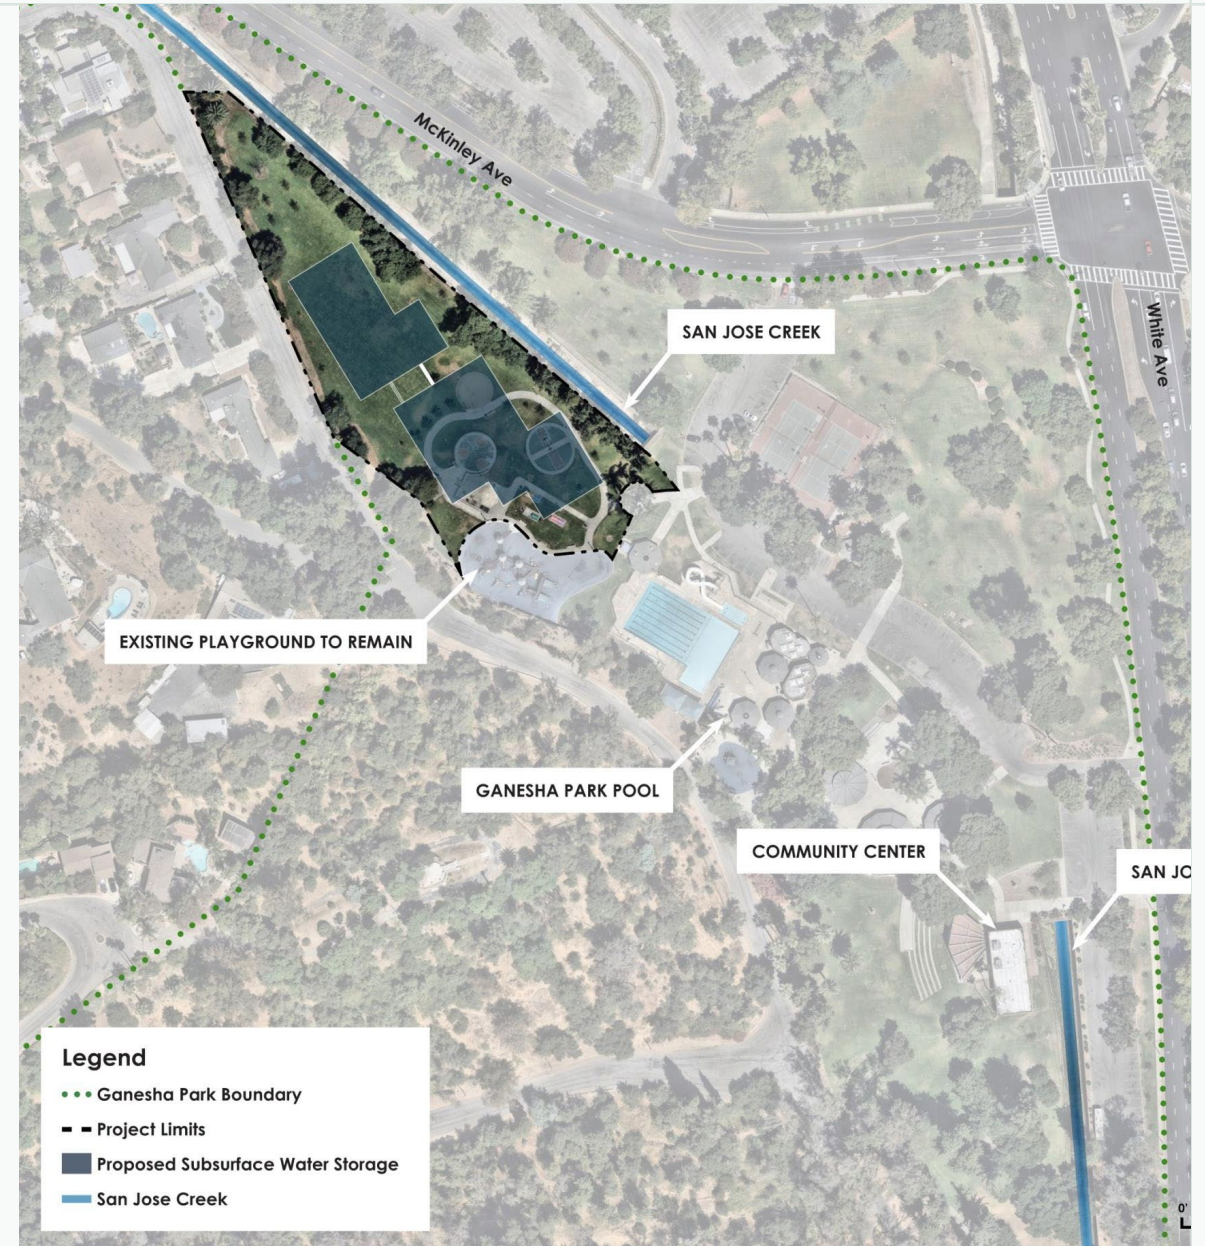 McKinley Ave
SAN JOSE CREEK
White Ave
EXISTING PLAYGROUND TO REMAIN
GANESHA PARK POOL
COMMUNITY CENTER
SAN JO
Legend
Ganesha Park Boundary
Project Limits
Proposed Subsurface Water Storage
San Jose Creek
0'